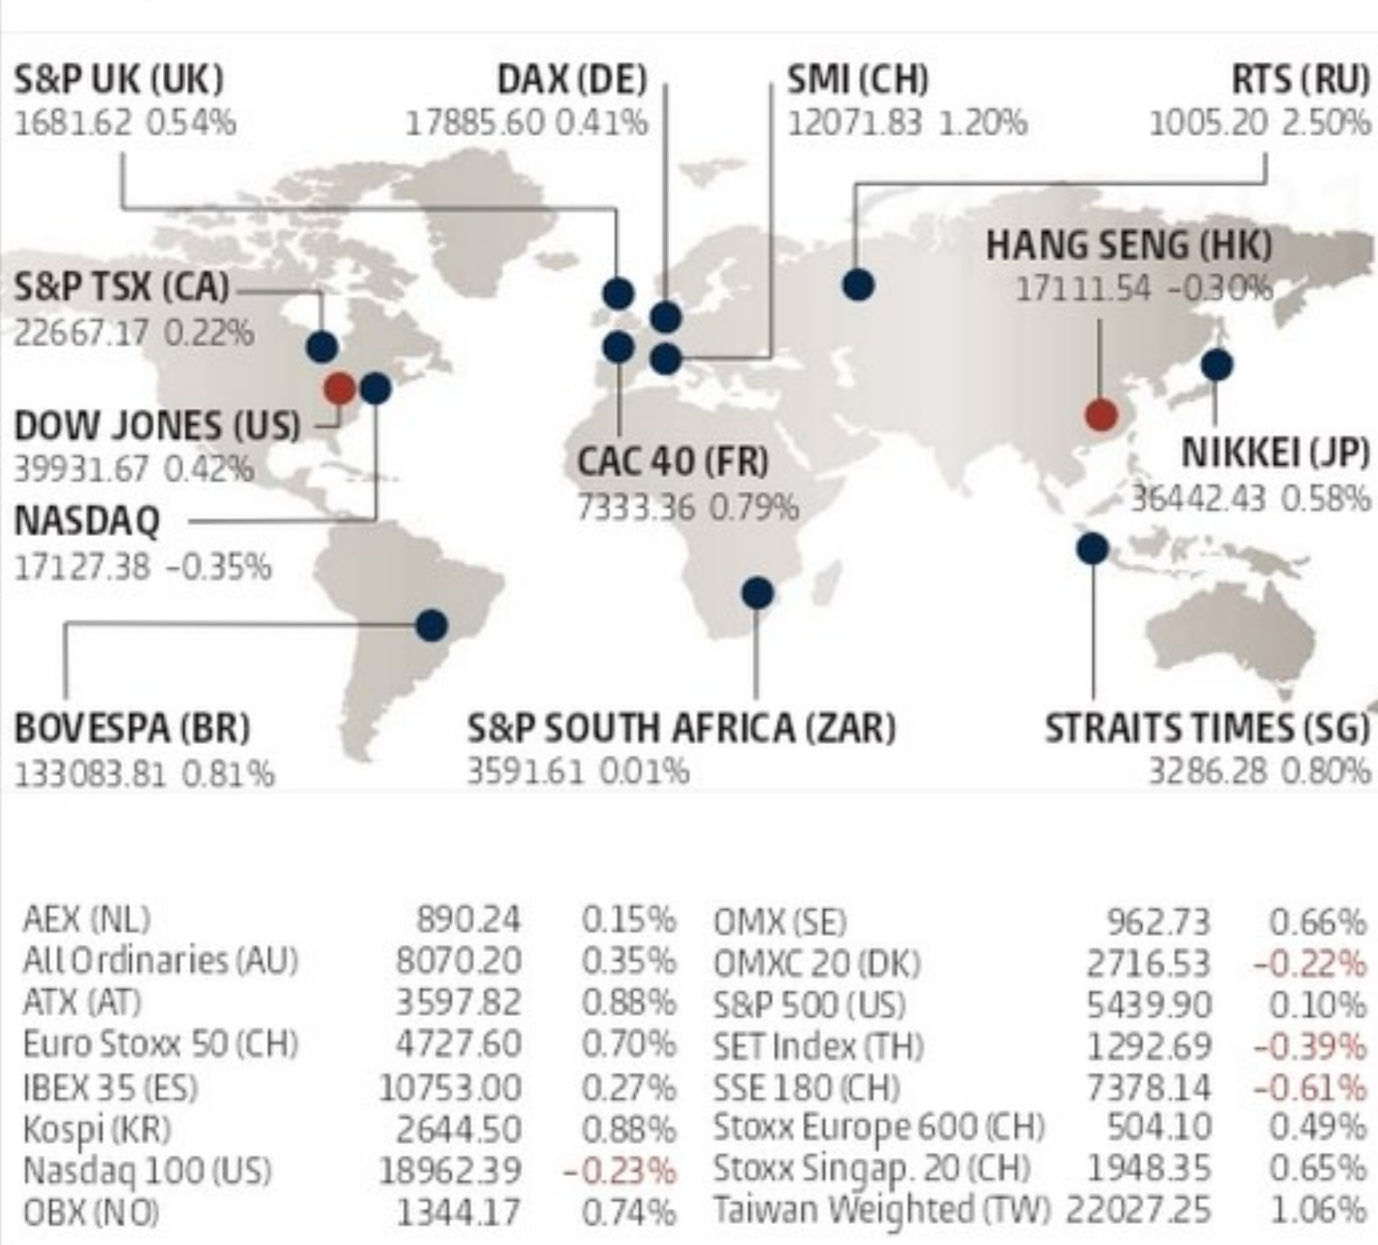 S&P UK (UK)
1681.62 0.54%
DAX (DE)
17885.60 0.41%
SMI (CH)
12071.83 1.20%
RTS (RU)
1005.20 2.50%
HANG SENG (HK)
17111.54 -0.30%
S&P TSX (CA)
22667.17 0.22%
DOW JONES (US)
39931.67 0.42%
CAC 40 (FR)
7333.36 0.79%
NIKKEI (JP)
36442.43 0.58%
NASDAQ
17127.38 -0.35%
BOVESPA (BR)
133083.81 0.81%
S&P SOUTH AFRICA (ZAR)
3591.61 0.01%
STRAITS TIMES (SG)
3286.28 0.80%
AEX (NL) 890.24 0.15%
All Ordinaries (AU) 8070.20 0.35%
ATX (AT) 3597.82 0.88%
Euro Stoxx 50 (CH) 4727.60 0.70%
IBEX 35 (ES) 10753.00 0.27%
Kospi (KR) 2644.50 0.88%
Nasdaq 100 (US) 18962.39 -0.23%
OBX (NO) 1344.17 0.74%
OMX (SE) 962.73 0.66%
OMXC 20 (DK) 2716.53 -0.22%
S&P 500 (US) 5439.90 0.10%
SET Index (TH) 1292.69 -0.39%
SSE 180 (CH) 7378.14 -0.61%
Stoxx Europe 600 (CH) 504.10 0.49%
Stoxx Singap. 20 (CH) 1948.35 0.65%
Taiwan Weighted (TW) 22027.25 1.06%